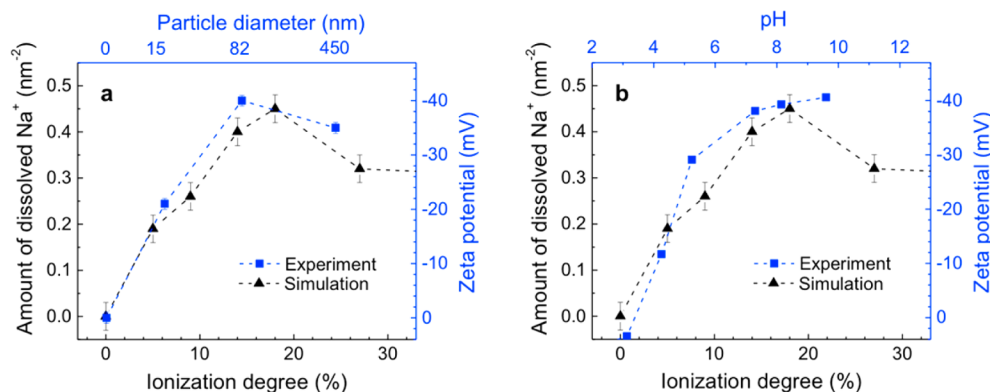 Particle diameter (nm)
0 15 82 450
a
0.5
0.4
0.3
0.2
0.1
0.0
Amount of dissolved Na⁺ (nm⁻²)
-40
-30
-20
-10
0
Zeta potential (mV)
Experiment
Simulation
0 10 20 30
Ionization degree (%)
pH
2 4 6 8 10 12
b
0.5
0.4
0.3
0.2
0.1
0.0
Amount of dissolved Na⁺ (nm⁻²)
-40
-30
-20
-10
0
Zeta potential (mV)
Experiment
Simulation
0 10 20 30
Ionization degree (%)